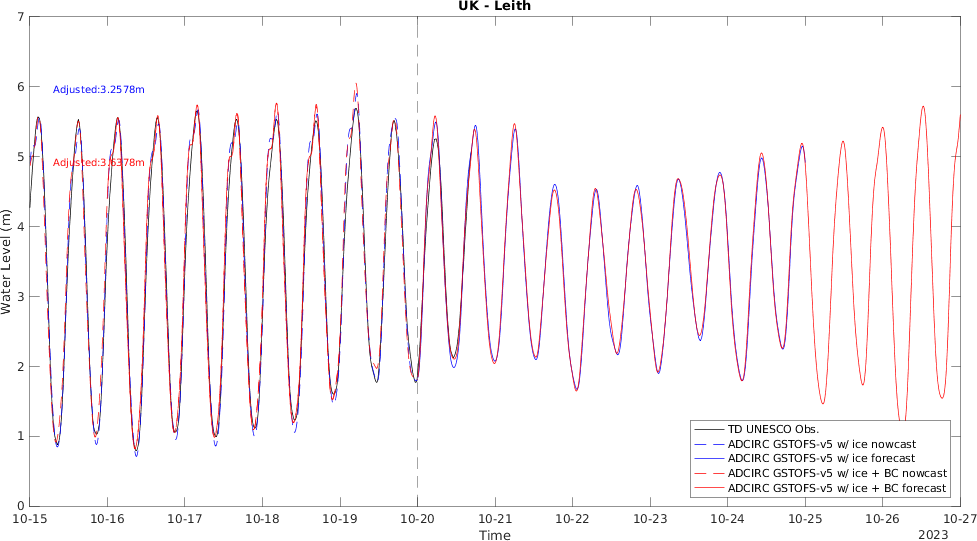 UK - Leith
7
6
5
4
3
2
1
0
Water Level (m)
Adjusted:3.2578m
Adjusted:3.6378m
TD UNESCO Obs.
ADCIRC GSTOFS-v5 w/ ice nowcast
ADCIRC GSTOFS-v5 w/ ice forecast
ADCIRC GSTOFS-v5 w/ ice + BC nowcast
ADCIRC GSTOFS-v5 w/ ice + BC forecast
10-15 10-16 10-17 10-18 10-19 10-20 10-21 10-22 10-23 10-24 10-25 10-26 10-27
Time
2023